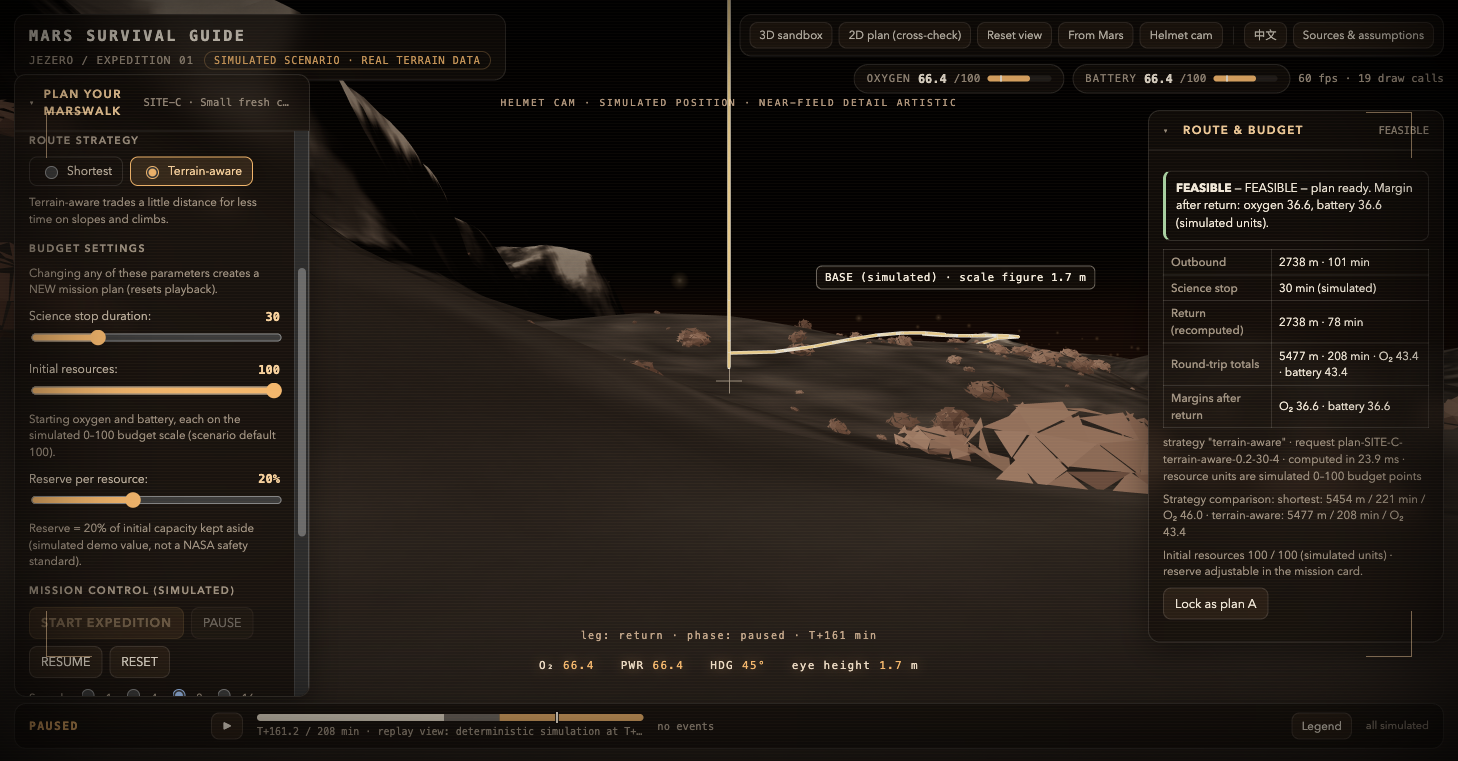 MARS SURVIVAL GUIDE
JEZERO / EXPEDITION 01 SIMULATED SCENARIO · REAL TERRAIN DATA
3D sandbox 2D plan (cross-check) Reset view From Mars Helmet cam 中文 Sources & assumptions
OXYGEN 66.4 /100 BATTERY 66.4 /100 60 fps · 19 draw calls
HELMET CAM · SIMULATED POSITION · NEAR-FIELD DETAIL ARTISTIC
PLAN YOUR
MARSWALK
SITE-C · Small fresh c…
ROUTE STRATEGY
Shortest Terrain-aware
Terrain-aware trades a little distance for less
time on slopes and climbs.
BUDGET SETTINGS
Changing any of these parameters creates a
NEW mission plan (resets playback).
Science stop duration: 30
Initial resources: 100
Starting oxygen and battery, each on the
simulated 0–100 budget scale (scenario default
100).
Reserve per resource: 20%
Reserve = 20% of initial capacity kept aside
(simulated demo value, not a NASA safety
standard).
MISSION CONTROL (SIMULATED)
START EXPEDITION PAUSE
RESUME RESET
BASE (simulated) · scale figure 1.7 m
leg: return · phase: paused · T+161 min
O₂ 66.4 PWR 66.4 HDG 45° eye height 1.7 m
ROUTE & BUDGET FEASIBLE
FEASIBLE — FEASIBLE — plan ready. Margin
after return: oxygen 36.6, battery 36.6
(simulated units).
Outbound 2738 m · 101 min
Science stop 30 min (simulated)
Return
(recomputed)
2738 m · 78 min
Round-trip totals 5477 m · 208 min · O₂ 43.4
· battery 43.4
Margins after
return
O₂ 36.6 · battery 36.6
strategy "terrain-aware" · request plan-SITE-C-
terrain-aware-0.2-30-4 · computed in 23.9 ms ·
resource units are simulated 0–100 budget points
Strategy comparison: shortest: 5454 m / 221 min /
O₂ 46.0 · terrain-aware: 5477 m / 208 min / O₂
43.4
Initial resources 100 / 100 (simulated units) ·
reserve adjustable in the mission card.
Lock as plan A
PAUSED
T+161.2 / 208 min · replay view: deterministic simulation at T+…
no events
Legend all simulated